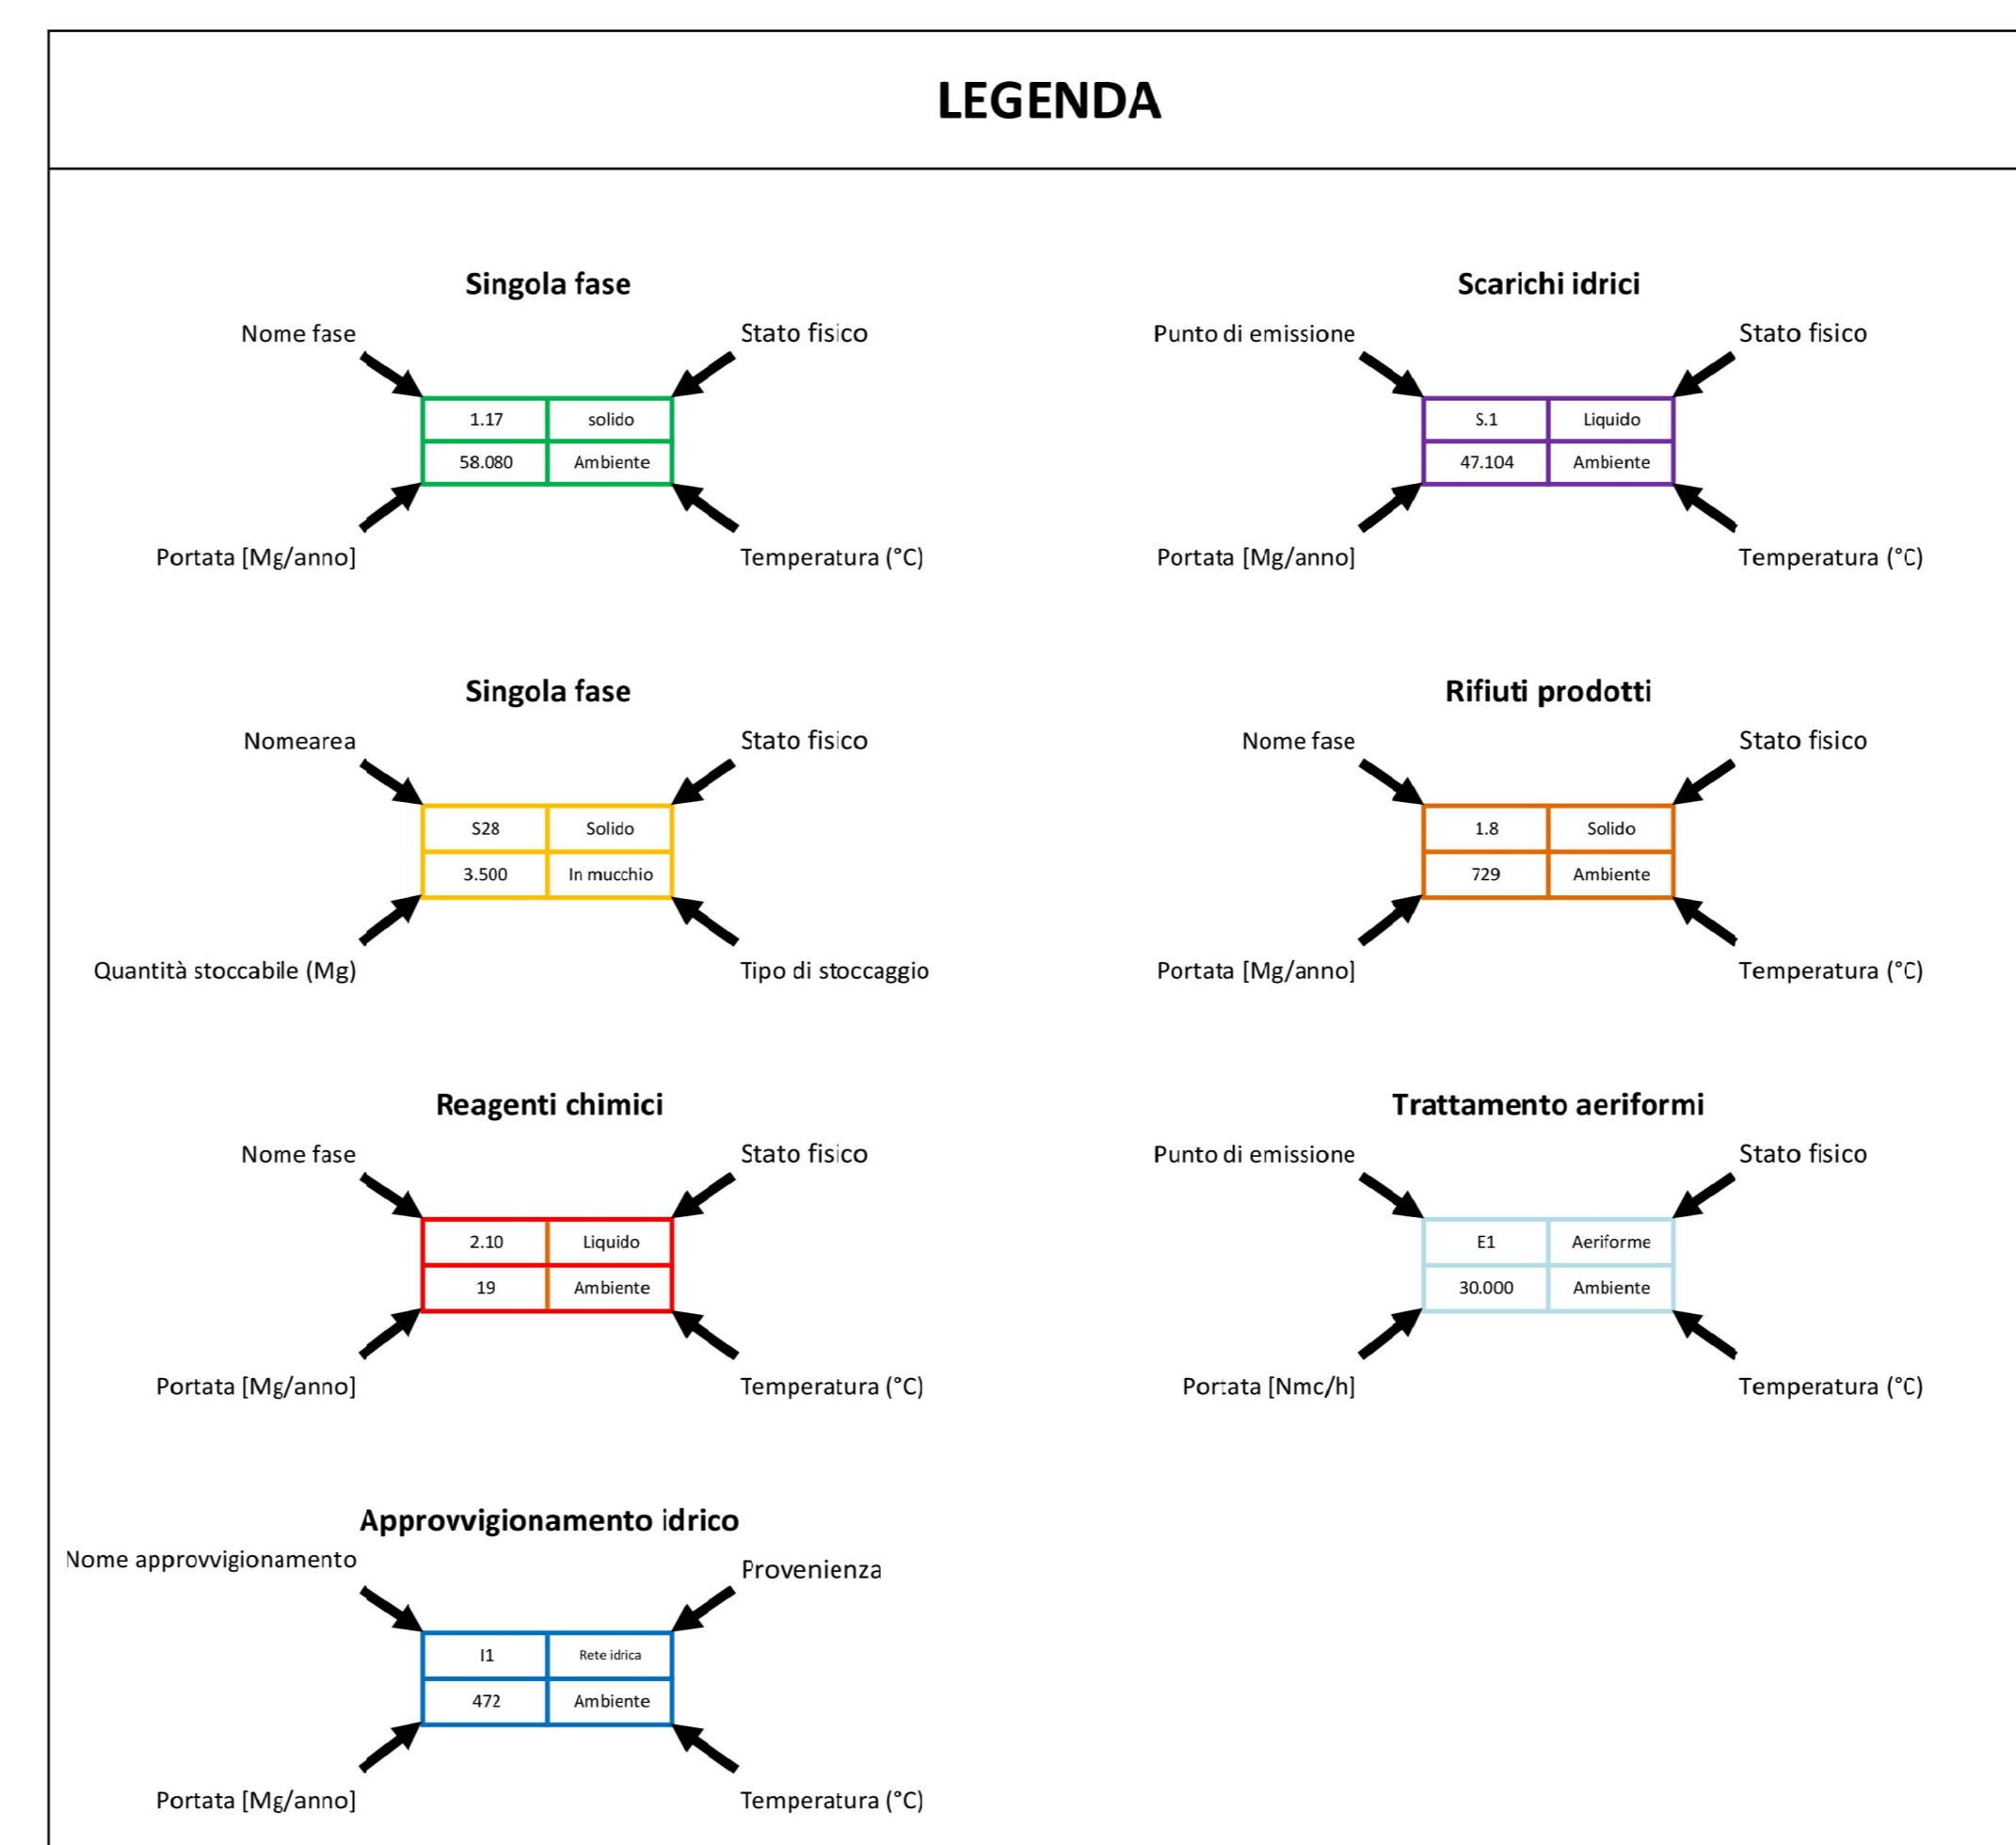 LEGENDA
Singola fase
Nome fase
Stato fisico
1.17 solido
58.080 Ambiente
Portata [Mg/anno]
Temperatura (°C)
Scarichi idrici
Punto di emissione
Stato fisico
S.1 Liquido
47.104 Ambiente
Portata [Mg/anno]
Temperatura (°C)
Singola fase
Nomearea
Stato fisico
S28 Solido
3.500 In mucchio
Quantità stoccabile (Mg)
Tipo di stoccaggio
Rifiuti prodotti
Nome fase
Stato fisico
1.8 Solido
729 Ambiente
Portata [Mg/anno]
Temperatura (°C)
Reagenti chimici
Nome fase
Stato fisico
2.10 Liquido
19 Ambiente
Portata [Mg/anno]
Temperatura (°C)
Trattamento aeriformi
Punto di emissione
Stato fisico
E1 Aeriforme
30.000 Ambiente
Portata [Nmc/h]
Temperatura (°C)
Approvvigionamento idrico
Nome approvvigionamento
Provenienza
I1 Rete idrica
472 Ambiente
Portata [Mg/anno]
Temperatura (°C)